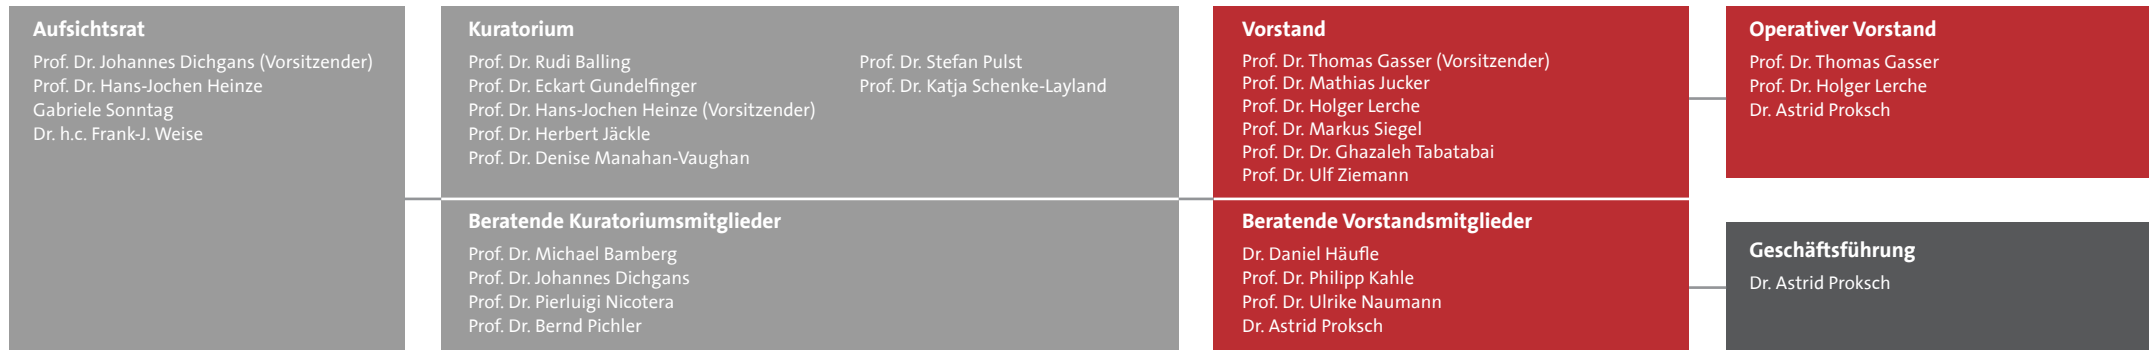 Aufsichtsrat
Prof. Dr. Johannes Dichgans (Vorsitzender)
Prof. Dr. Hans-Jochen Heinze
Gabriele Sonntag
Dr. h.c. Frank-J. Weise
Kuratorium
Prof. Dr. Rudi Balling
Prof. Dr. Eckart Gundelfinger
Prof. Dr. Hans-Jochen Heinze (Vorsitzender)
Prof. Dr. Herbert Jäckle
Prof. Dr. Denise Manahan-Vaughan
Prof. Dr. Stefan Pulst
Prof. Dr. Katja Schenke-Layland
Beratende Kuratoriumsmitglieder
Prof. Dr. Michael Bamberg
Prof. Dr. Johannes Dichgans
Prof. Dr. Pierluigi Nicotera
Prof. Dr. Bernd Pichler
Vorstand
Prof. Dr. Thomas Gasser (Vorsitzender)
Prof. Dr. Mathias Jucker
Prof. Dr. Holger Lerche
Prof. Dr. Markus Siegel
Prof. Dr. Dr. Ghazaleh Tabatabai
Prof. Dr. Ulf Ziemann
Beratende Vorstandsmitglieder
Dr. Daniel Häufle
Prof. Dr. Philipp Kahle
Prof. Dr. Ulrike Naumann
Dr. Astrid Proksch
Operativer Vorstand
Prof. Dr. Thomas Gasser
Prof. Dr. Holger Lerche
Dr. Astrid Proksch
Geschäftsführung
Dr. Astrid Proksch